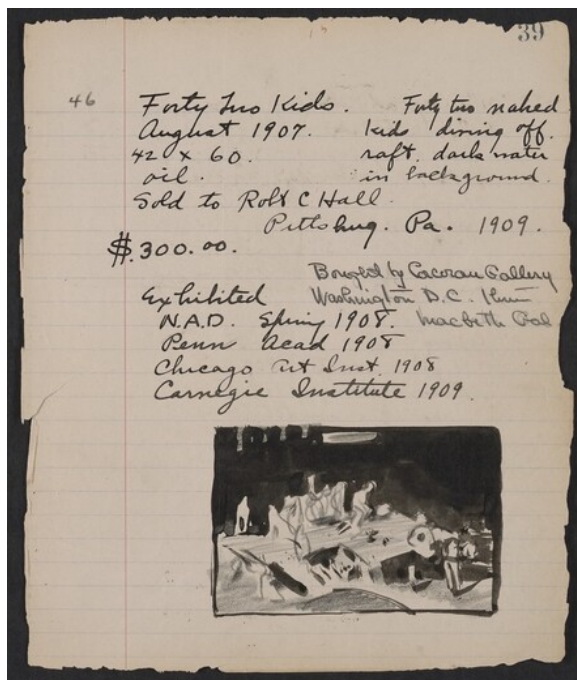 39
46 Forty Two Kids. Forty two naked
August 1907. kids diving off.
42 x 60. raft. dark water
oil. in background.
Sold to Robt C Hall.
Pittsburg. Pa. 1909.
$.300.00.
Bought by Cocoran Gallery
Exhibited Washington D.C. thru
N.A.D. Spring 1908. Macbeth Gal
Penn Acad 1908
Chicago Art Inst. 1908
Carnegie Institute 1909.